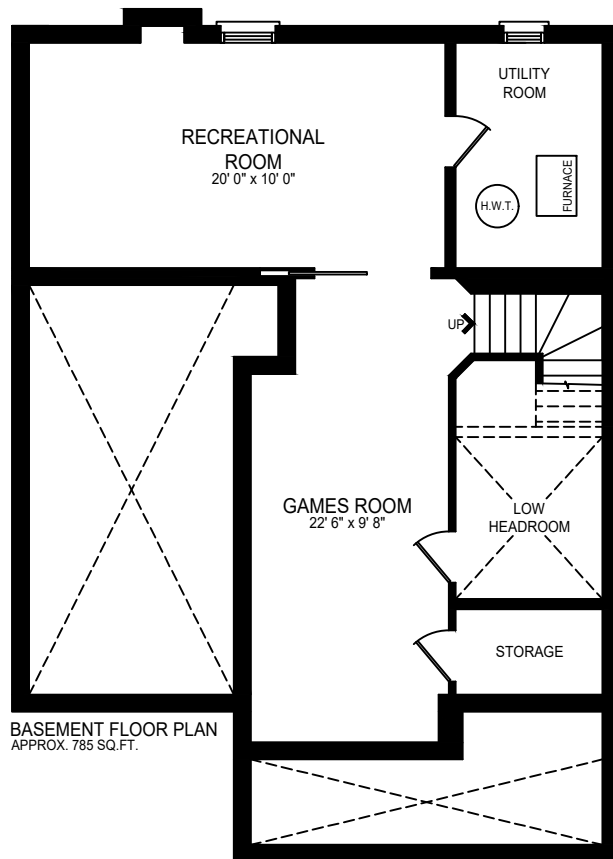 UTILITY
ROOM
RECREATIONAL
ROOM
20' 0" x 10' 0"
FURNACE
H.W.T.
UP
GAMES ROOM
22' 6" x 9' 8"
LOW
HEADROOM
STORAGE
BASEMENT FLOOR PLAN
APPROX. 785 SQ.FT.